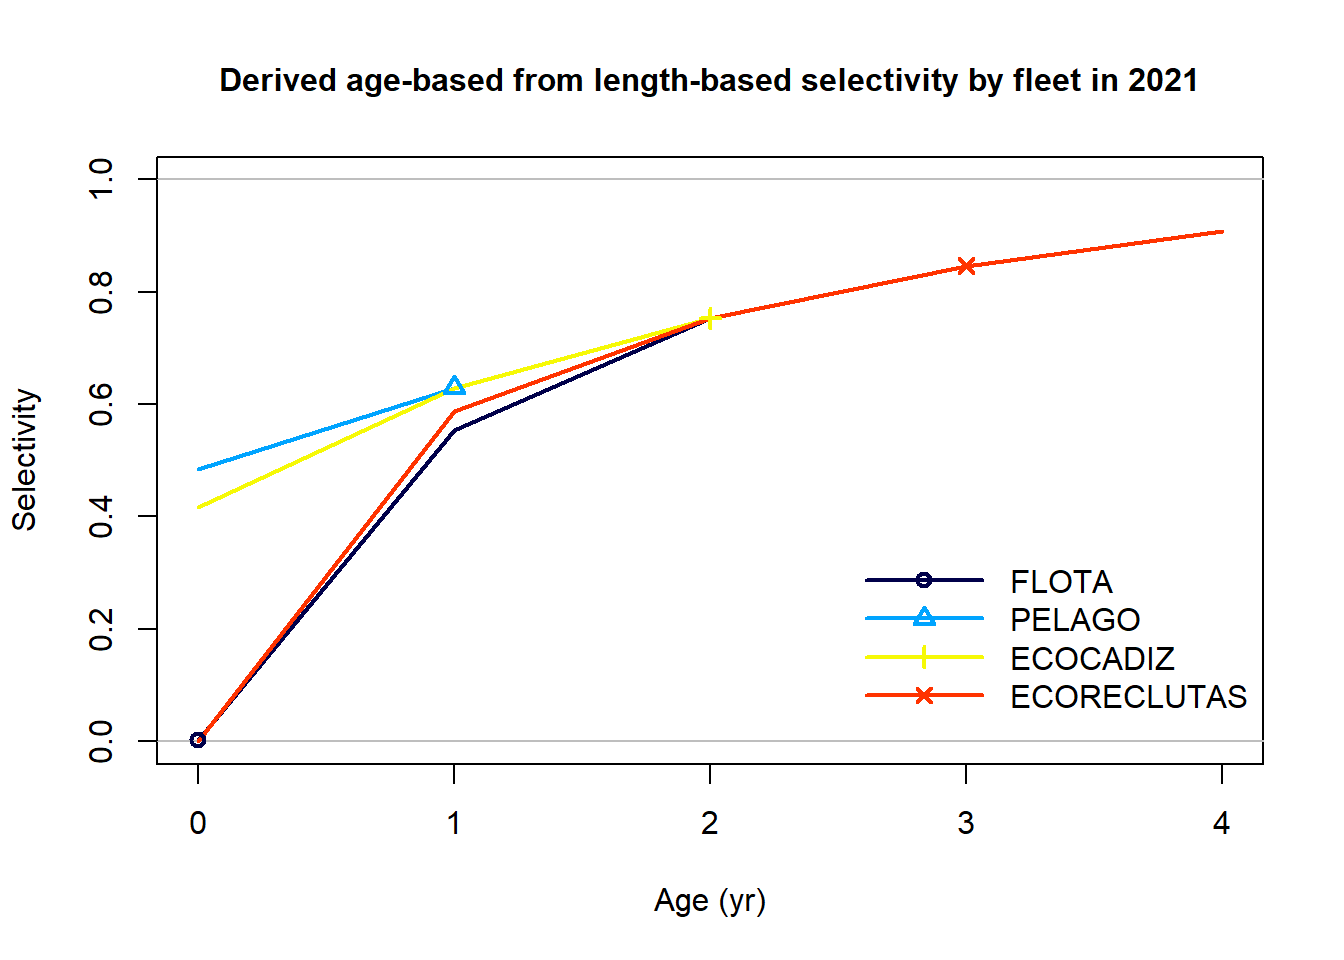 Derived age-based from length-based selectivity by fleet in 2021
Selectivity
1.0
0.8
0.6
0.4
0.2
0.0
FLOTA
PELAGO
ECOCADIZ
ECORECLUTAS
0 1 2 3 4
Age (yr)